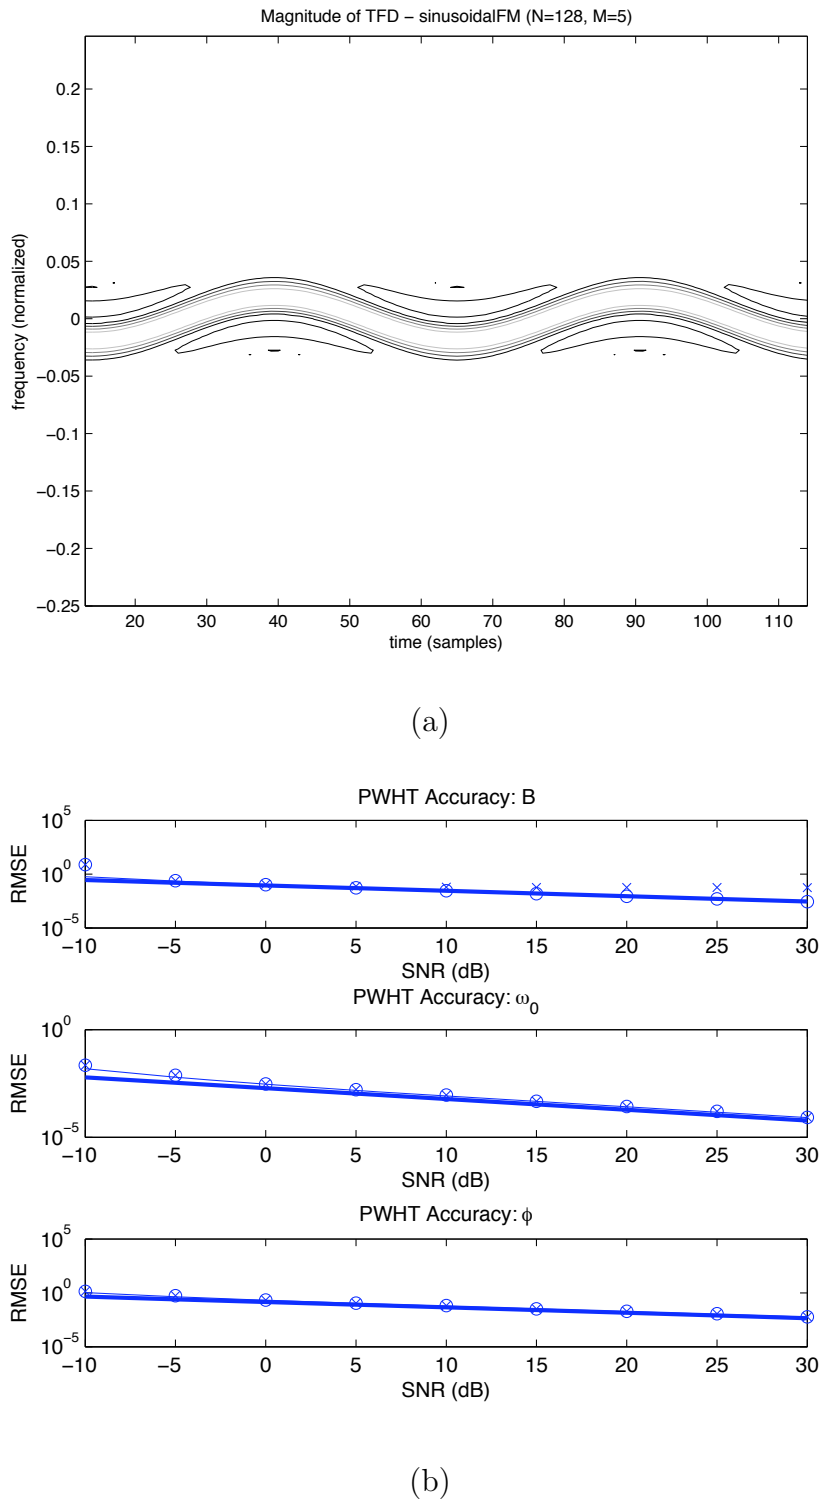 Magnitude of TFD − sinusoidalFM (N=128, M=5)
0.2
0.15
0.1
0.05
0
−0.05
−0.1
−0.15
−0.2
−0.25
frequency (normalized)
20 30 40 50 60 70 80 90 100 110
time (samples)
(a)
PWHT Accuracy: B
10^5
10^0
10^−5
RMSE
−10 −5 0 5 10 15 20 25 30
SNR (dB)
PWHT Accuracy: ω_0
10^0
10^−5
RMSE
−10 −5 0 5 10 15 20 25 30
SNR (dB)
PWHT Accuracy: ϕ
10^5
10^0
10^−5
RMSE
−10 −5 0 5 10 15 20 25 30
SNR (dB)
(b)